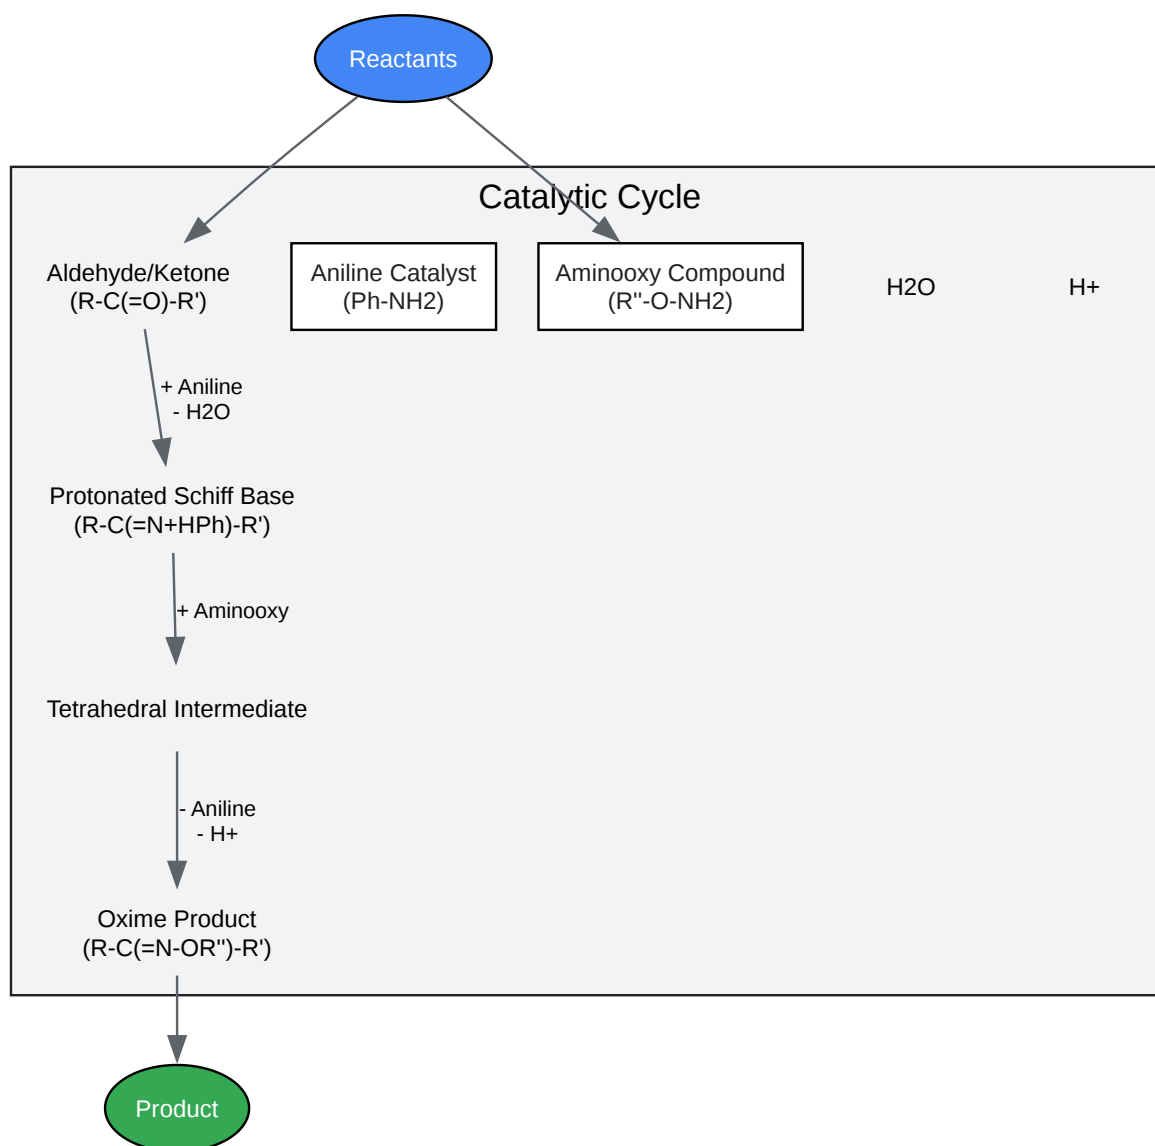 Reactants
Catalytic Cycle
Aldehyde/Ketone
(R-C(=O)-R')
Aniline Catalyst
(Ph-NH2)
Aminooxy Compound
(R''-O-NH2)
H2O
H+
+ Aniline
- H2O
Protonated Schiff Base
(R-C(=N+HPh)-R')
+ Aminooxy
Tetrahedral Intermediate
- Aniline
- H+
Oxime Product
(R-C(=N-OR'')-R')
Product